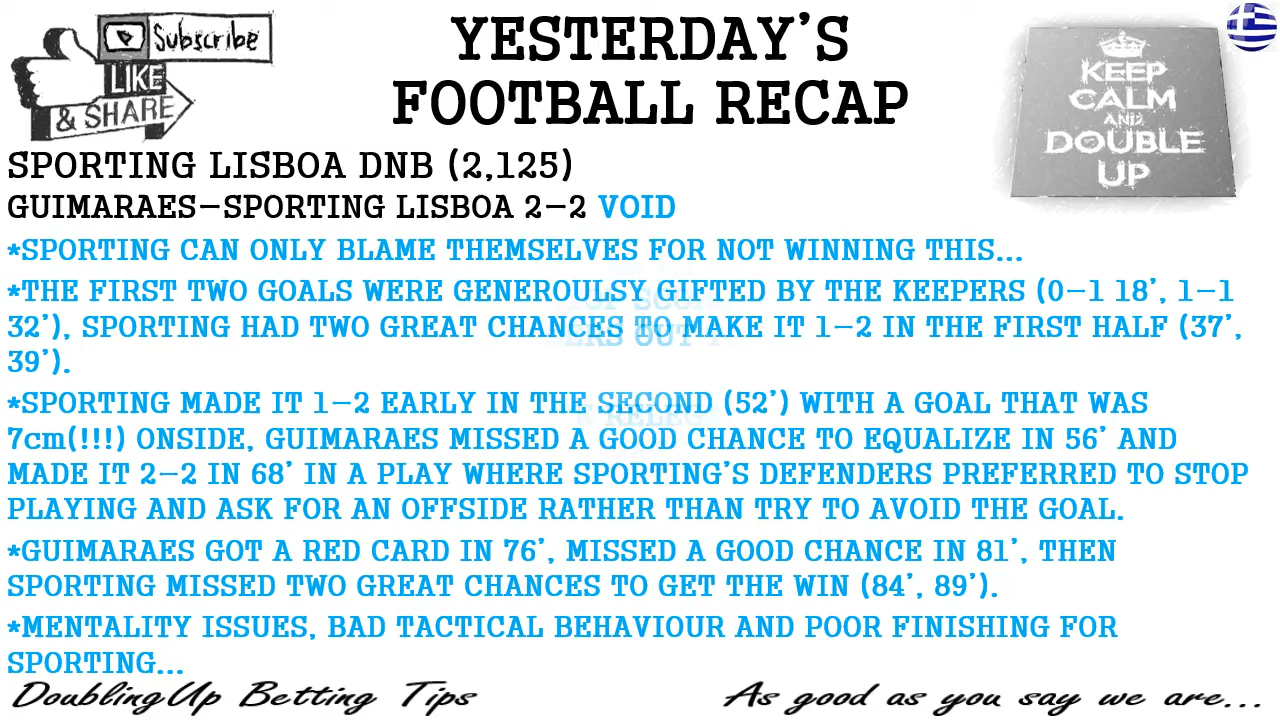 Subscribe
LIKE
& SHARE
YESTERDAY'S
FOOTBALL RECAP
KEEP
CALM
AND
DOUBLE
UP
SPORTING LISBOA DNB (2,125)
GUIMARAES-SPORTING LISBOA 2-2 VOID
*SPORTING CAN ONLY BLAME THEMSELVES FOR NOT WINNING THIS...
*THE FIRST TWO GOALS WERE GENEROULSY GIFTED BY THE KEEPERS (0-1 18', 1-1
32'), SPORTING HAD TWO GREAT CHANCES TO MAKE IT 1-2 IN THE FIRST HALF (37',
39').
*SPORTING MADE IT 1-2 EARLY IN THE SECOND (52') WITH A GOAL THAT WAS
7cm(!!!) ONSIDE, GUIMARAES MISSED A GOOD CHANCE TO EQUALIZE IN 56' AND
MADE IT 2-2 IN 68' IN A PLAY WHERE SPORTING'S DEFENDERS PREFERRED TO STOP
PLAYING AND ASK FOR AN OFFSIDE RATHER THAN TRY TO AVOID THE GOAL.
*GUIMARAES GOT A RED CARD IN 76', MISSED A GOOD CHANCE IN 81', THEN
SPORTING MISSED TWO GREAT CHANCES TO GET THE WIN (84', 89').
*MENTALITY ISSUES, BAD TACTICAL BEHAVIOUR AND POOR FINISHING FOR
SPORTING...
DoublingUp Betting Tips
As good as you say we are...